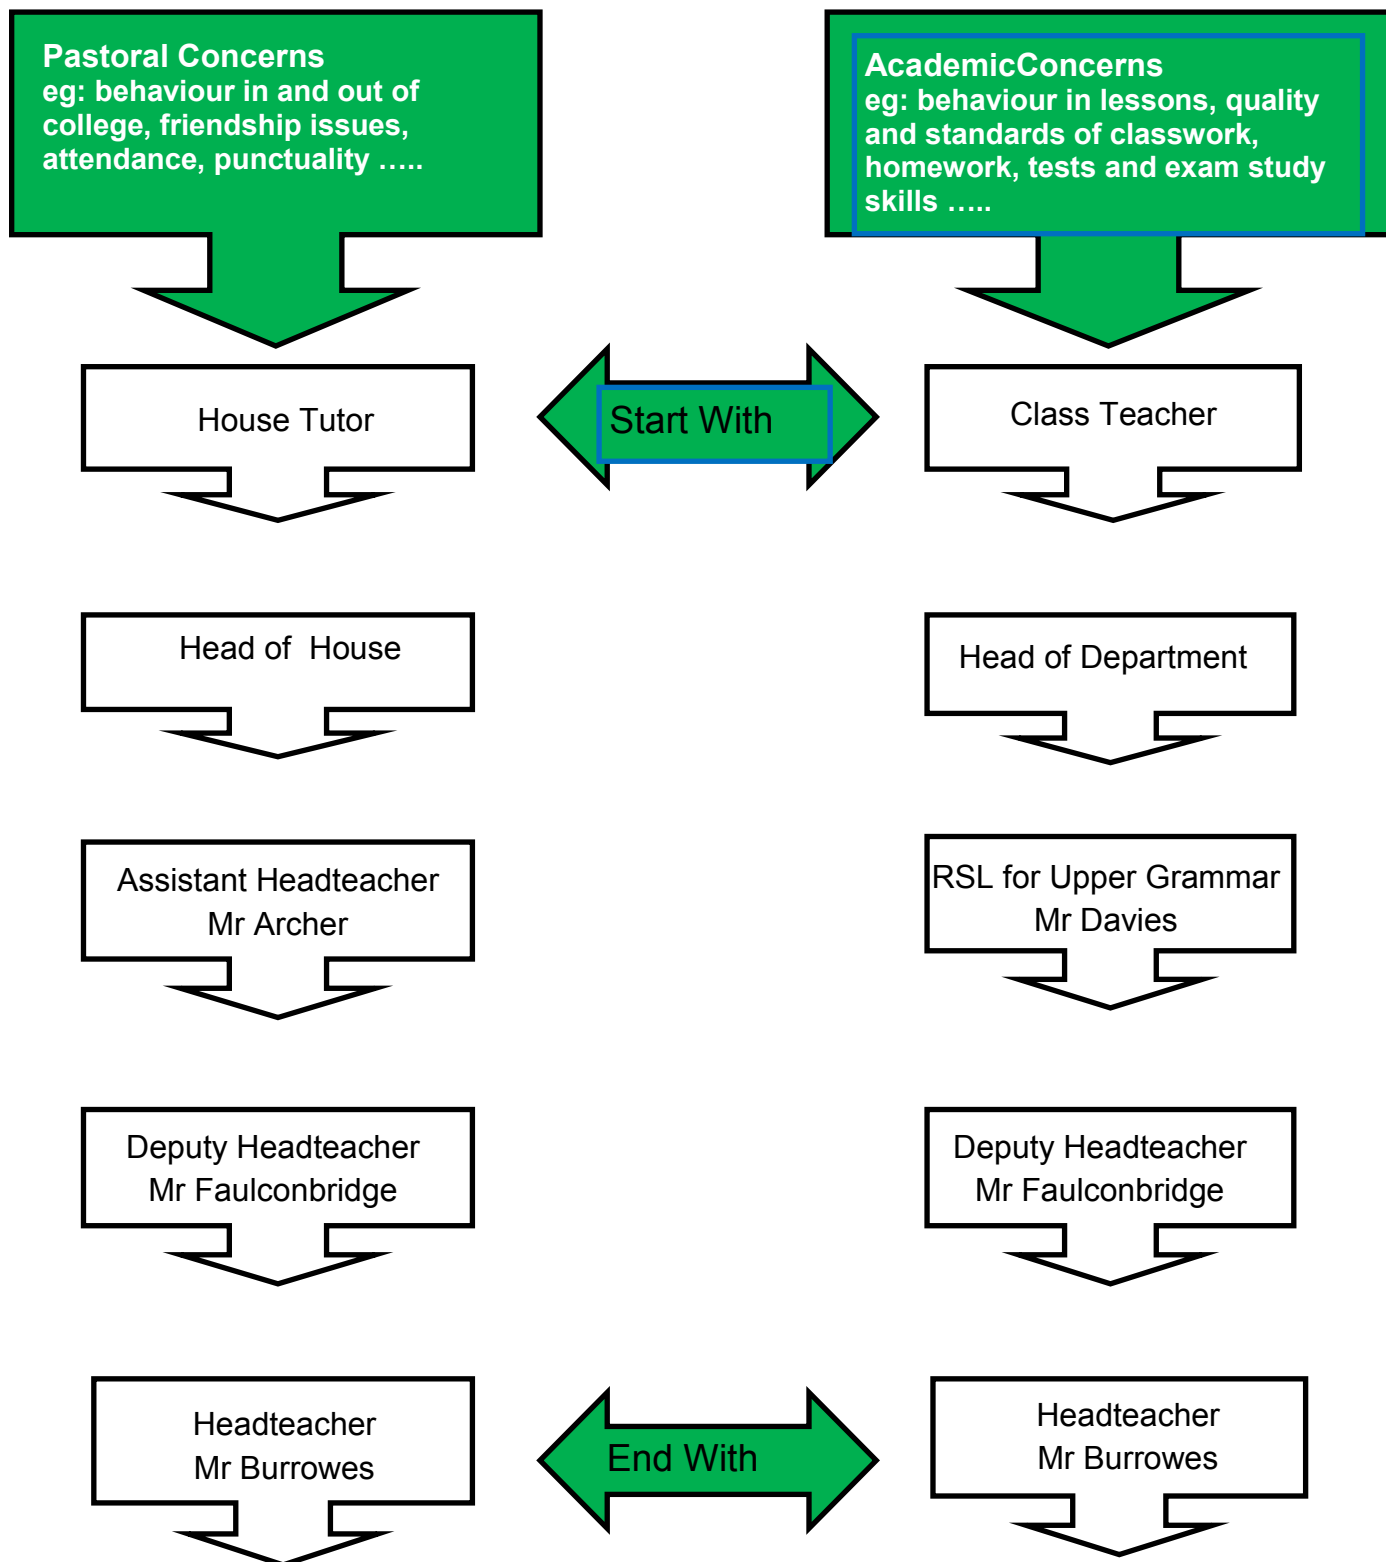 Pastoral Concerns
eg: behaviour in and out of
college, friendship issues,
attendance, punctuality …..
AcademicConcerns
eg: behaviour in lessons, quality
and standards of classwork,
homework, tests and exam study
skills …..
House Tutor
Start With
Class Teacher
Head of  House
Head of Department
Assistant Headteacher
Mr Archer
RSL for Upper Grammar
Mr Davies
Deputy Headteacher
Mr Faulconbridge
Deputy Headteacher
Mr Faulconbridge
Headteacher
Mr Burrowes
End With
Headteacher
Mr Burrowes